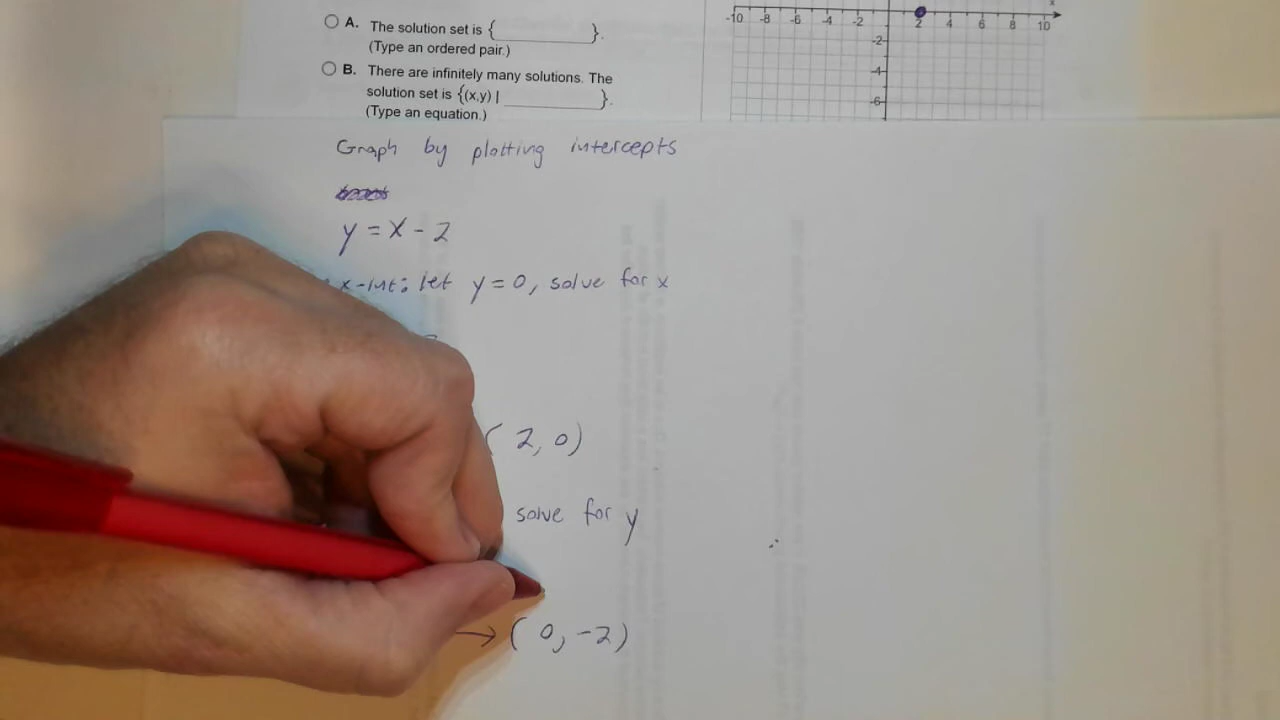 A. The solution set is { }.
(Type an ordered pair.)
B. There are infinitely many solutions. The
solution set is {(x,y) | }.
(Type an equation.)
x
-10 -8 -6 -4 -2 2 4 6 8 10
-2
-4
-6
Graph by plotting intercepts
y = x - 2
x-int: let y = 0, solve for x
( 2, 0)
solve for y
→ ( 0, -2)